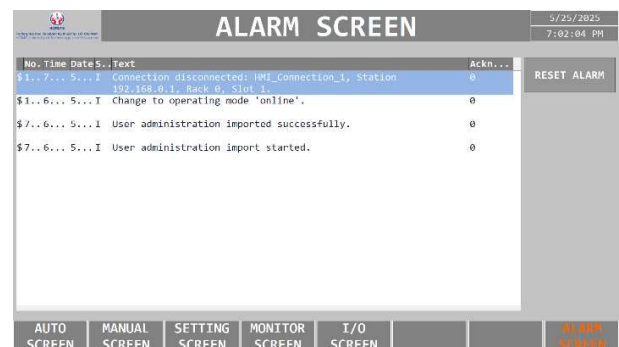 ALARM SCREEN
5/25/2025
7:02:04 PM
No. Time Date S.. Text Ackn...
$ 1.. 7... 5... I Connection disconnected: HMI_Connection_1, Station 0
192.168.0.1, Rack 0, Slot 1.
$ 1.. 6... 5... I Change to operating mode 'online'. 0
$ 7.. 6... 5... I User administration imported successfully. 0
$ 7.. 6... 5... I User administration import started. 0
RESET ALARM
AUTO SCREEN
MANUAL SCREEN
SETTING SCREEN
MONITOR SCREEN
I/O SCREEN
ALARM SCREEN